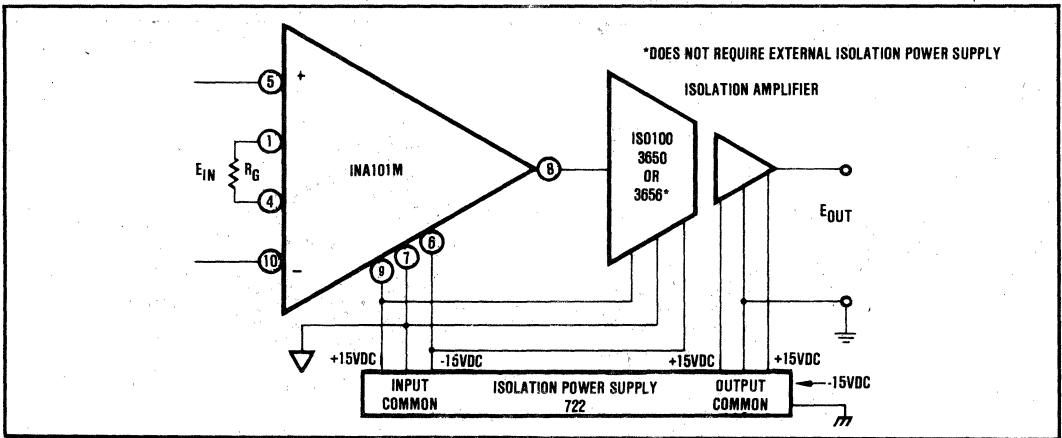 *DOES NOT REQUIRE EXTERNAL ISOLATION POWER SUPPLY
ISOLATION AMPLIFIER
5
+
1
E_IN
R_G
4
INA101M
10
−
8
6
7
9
ISO100
3650
OR
3656*
E_OUT
+15VDC
-15VDC
+15VDC
+15VDC
INPUT
COMMON
ISOLATION POWER SUPPLY
722
OUTPUT
COMMON
-15VDC